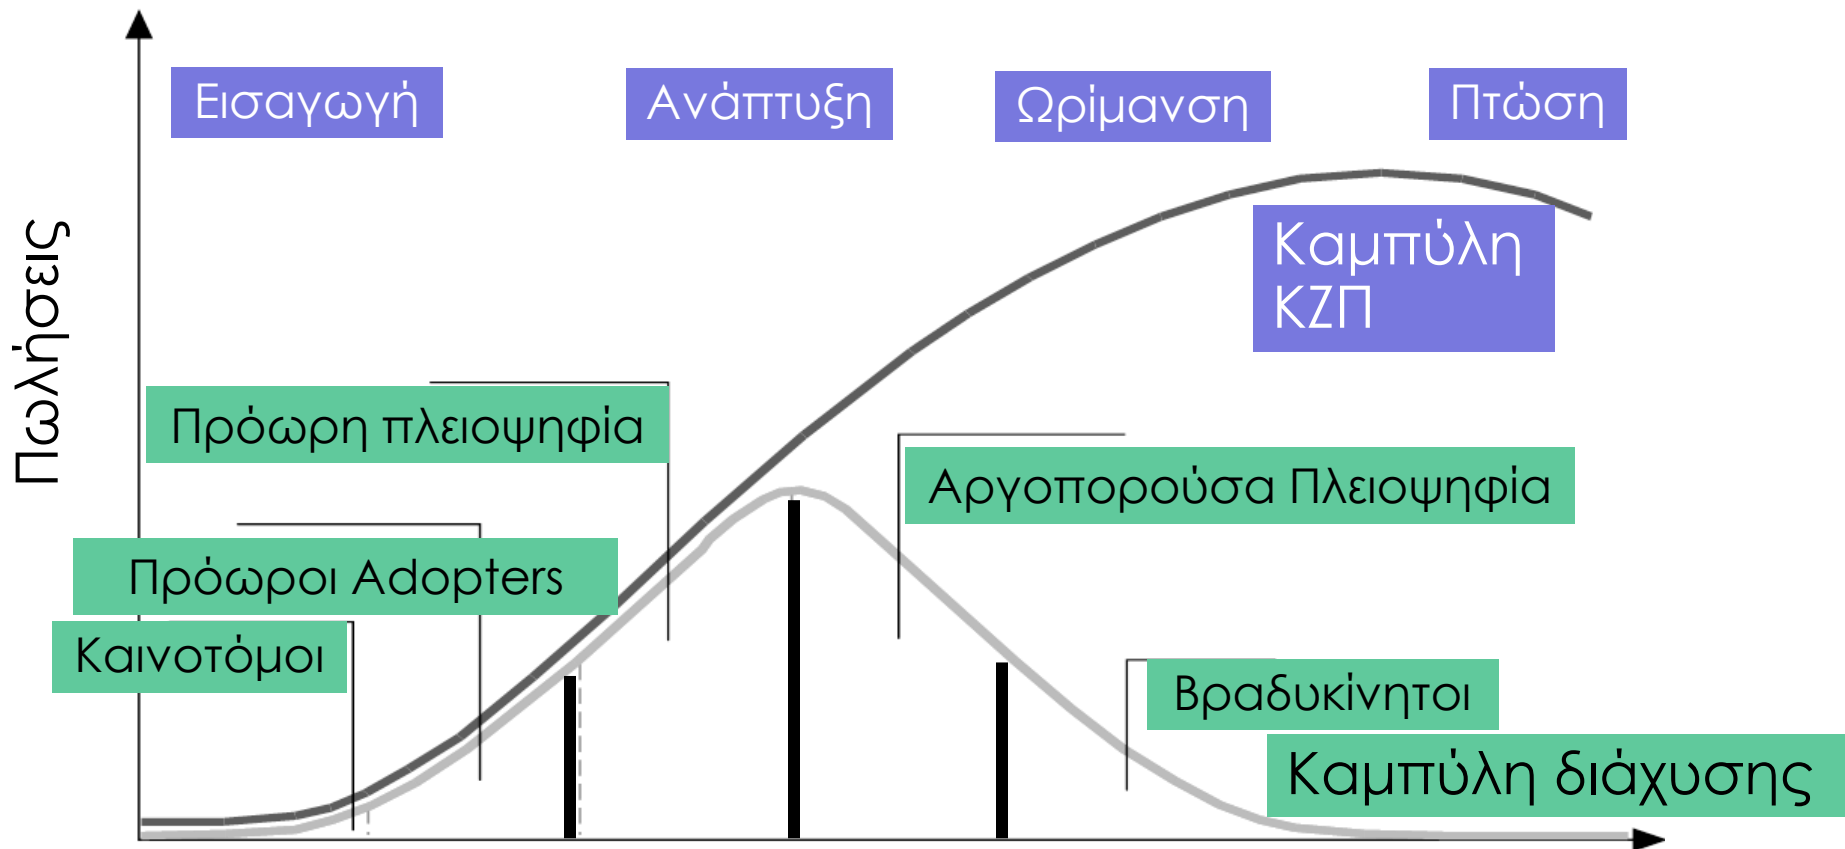 Εισαγωγή
Ανάπτυξη
Ωρίμανση
Πτώση
Πωλήσεις
Καμπύλη
ΚΖΠ
Πρόωρη πλειοψηφία
Αργοπορούσα Πλειοψηφία
Πρόωροι Adopters
Καινοτόμοι
Βραδυκίνητοι
Καμπύλη διάχυσης